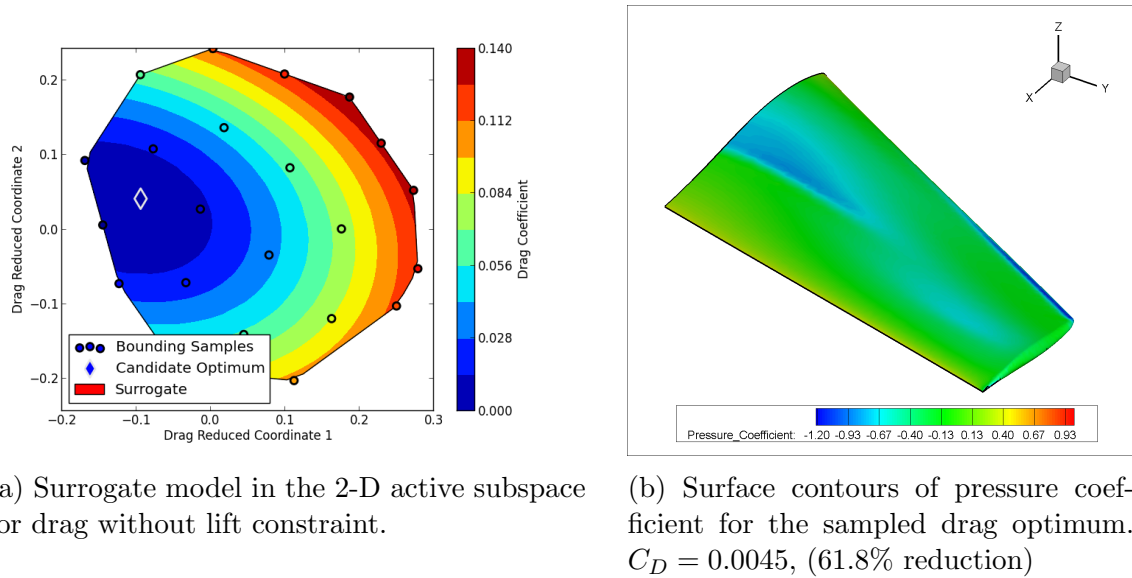 0.2
0.1
0.0
−0.1
−0.2
−0.2
−0.1
0.0
0.1
0.2
0.3
Drag Reduced Coordinate 2
Drag Reduced Coordinate 1
Bounding Samples
Candidate Optimum
Surrogate
0.140
0.112
0.084
0.056
0.028
0.000
Drag Coefficient
Z
X
Y
Pressure_Coefficient: -1.20 -0.93 -0.67 -0.40 -0.13 0.13 0.40 0.67 0.93
a) Surrogate model in the 2-D active subspace
or drag without lift constraint.
(b) Surface contours of pressure coef-
ficient for the sampled drag optimum.
C_D = 0.0045, (61.8% reduction)